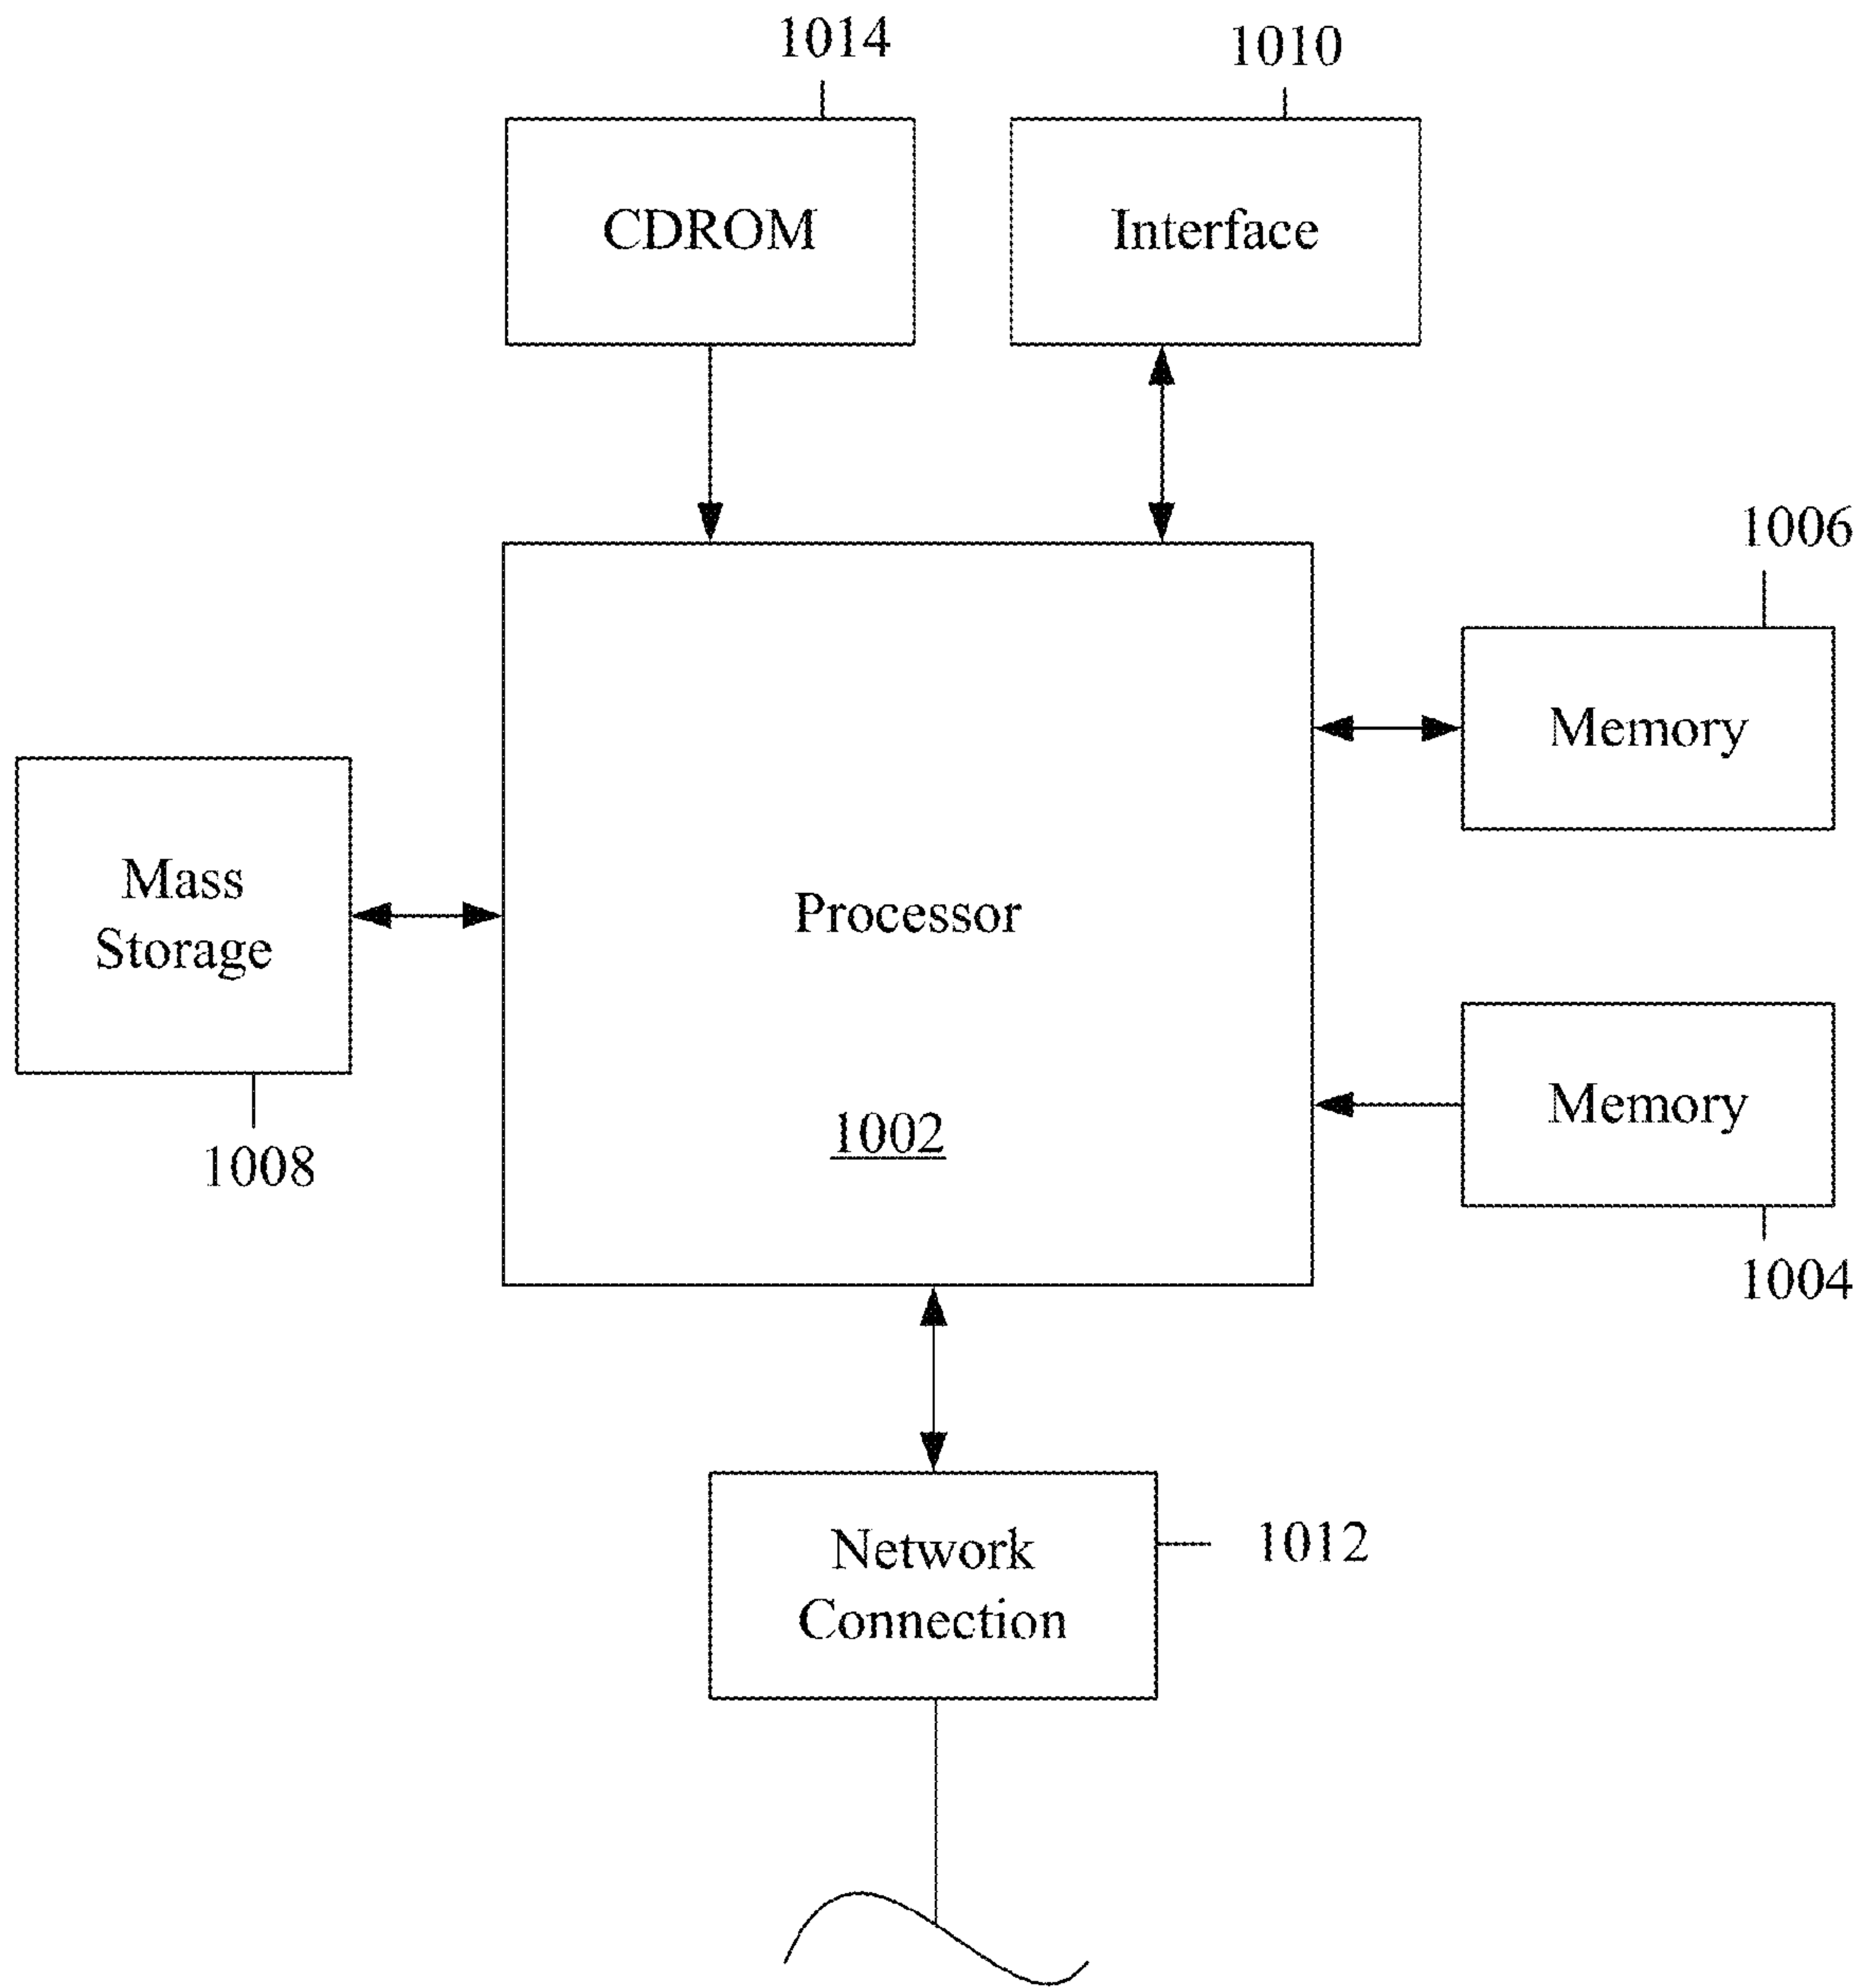 1014
1010
CDROM
Interface
1006
Memory
Mass
Storage
Processor
1002
1008
Memory
1004
Network
Connection
1012